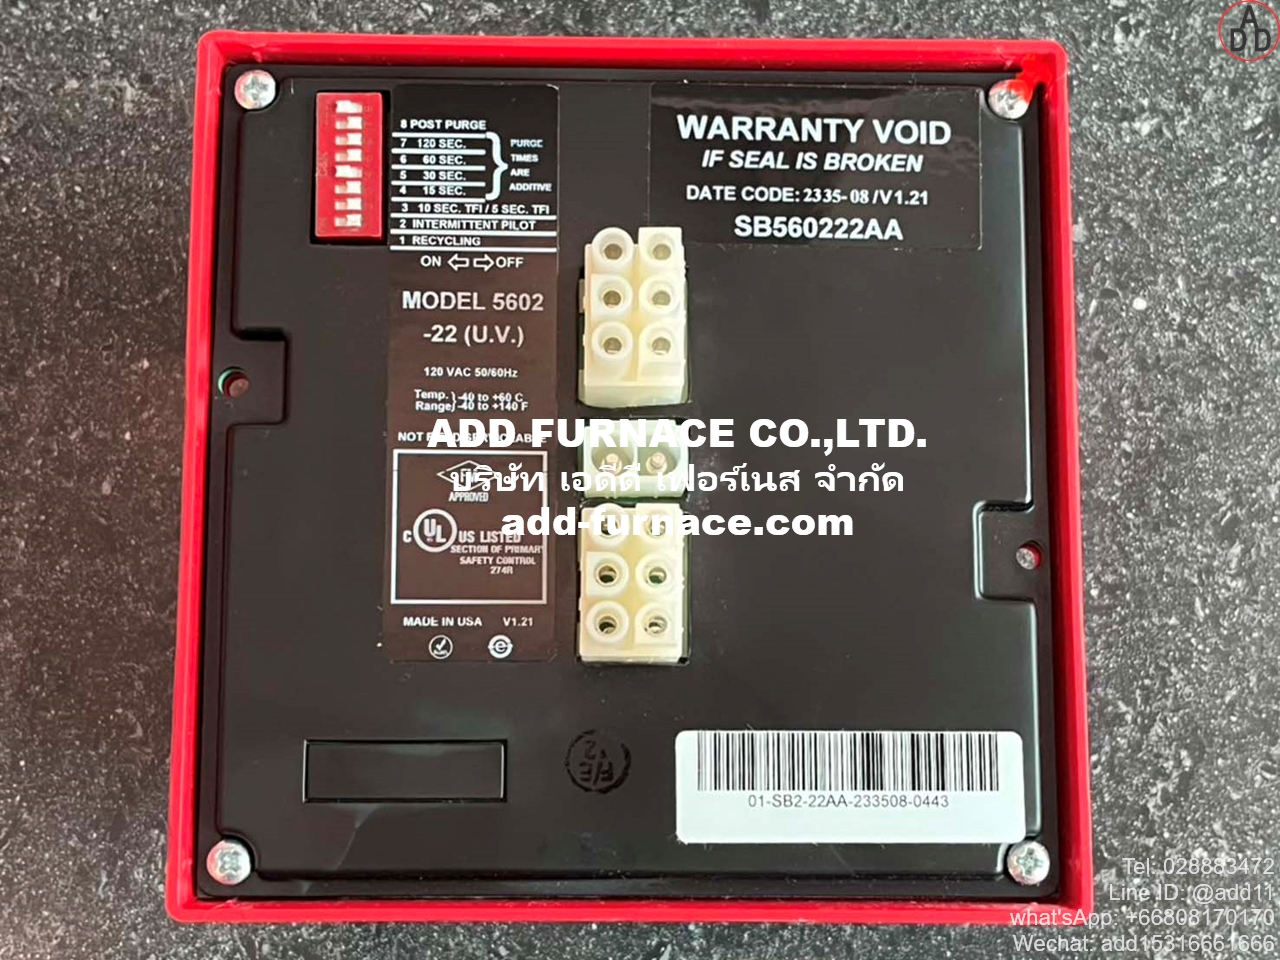 ADD
8 POST PURGE
7 120 SEC.
6 60 SEC.
5 30 SEC.
4 15 SEC.
PURGE
TIMES
ARE
ADDITIVE
3 10 SEC. TFI / 5 SEC. TFI
2 INTERMITTENT PILOT
1 RECYCLING
ON OFF
MODEL 5602
-22 (U.V.)
120 VAC 50/60Hz
Temp. -40 to +60 C
Range -40 to +140 F
NOT
APPROVED
C UL US LISTED
SECTION OF PRIMARY
SAFETY CONTROL
274R
MADE IN USA V1.21
WARRANTY VOID
IF SEAL IS BROKEN
DATE CODE: 2335-08/V1.21
SB560222AA
ADD FURNACE CO.,LTD.
บริษัท เอดีดี เฟอร์เนส จำกัด
add-furnace.com
F/E
V2
01-SB2-22AA-233508-0443
Tel: 028883472
Line ID: @add11
what'sApp: +66808170170
Wechat: add15316661666